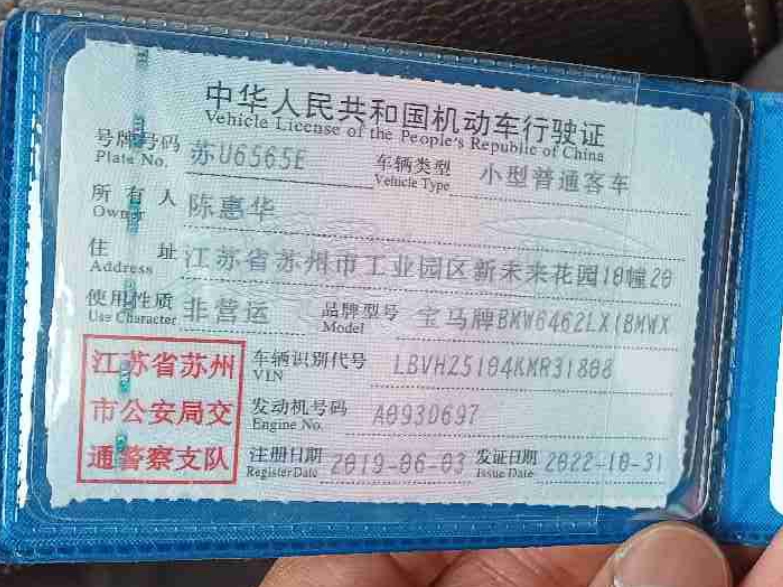 中华人民共和国机动车行驶证
Vehicle License of the People's Republic of China
号牌号码 苏U6565E 车辆类型 小型普通客车
Plate No. Vehicle Type
所有人 陈惠华
Owner
住址 江苏省苏州市工业园区新未来花园10幢20
Address
使用性质 非营运 品牌型号 宝马牌BMW6462LX(BMWX
Use Character Model
江苏省苏州 车辆识别代号 LBVH25104KMR31808
VIN
市公安局交 发动机号码 A093D697
Engine No.
通警察支队 注册日期 2019-06-03 发证日期 2022-10-31
Register Date Issue Date